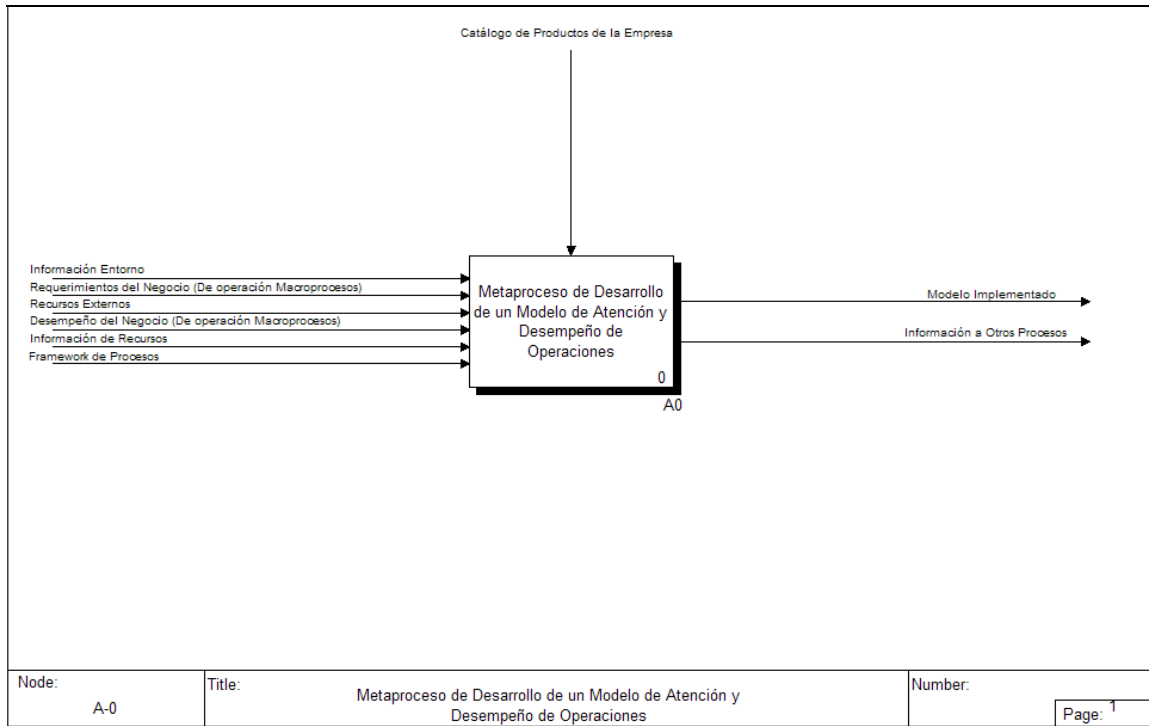 Catálogo de Productos de la Empresa
Información Entorno
Requerimientos del Negocio (De operación Macroprocesos)
Recursos Externos
Desempeño del Negocio (De operación Macroprocesos)
Información de Recursos
Framework de Procesos
Metaproceso de Desarrollo
de un Modelo de Atención y
Desempeño de
Operaciones
0
A0
Modelo Implementado
Información a Otros Procesos
Node:
A-0
Title:
Metaproceso de Desarrollo de un Modelo de Atención y
Desempeño de Operaciones
Number:
Page: 1